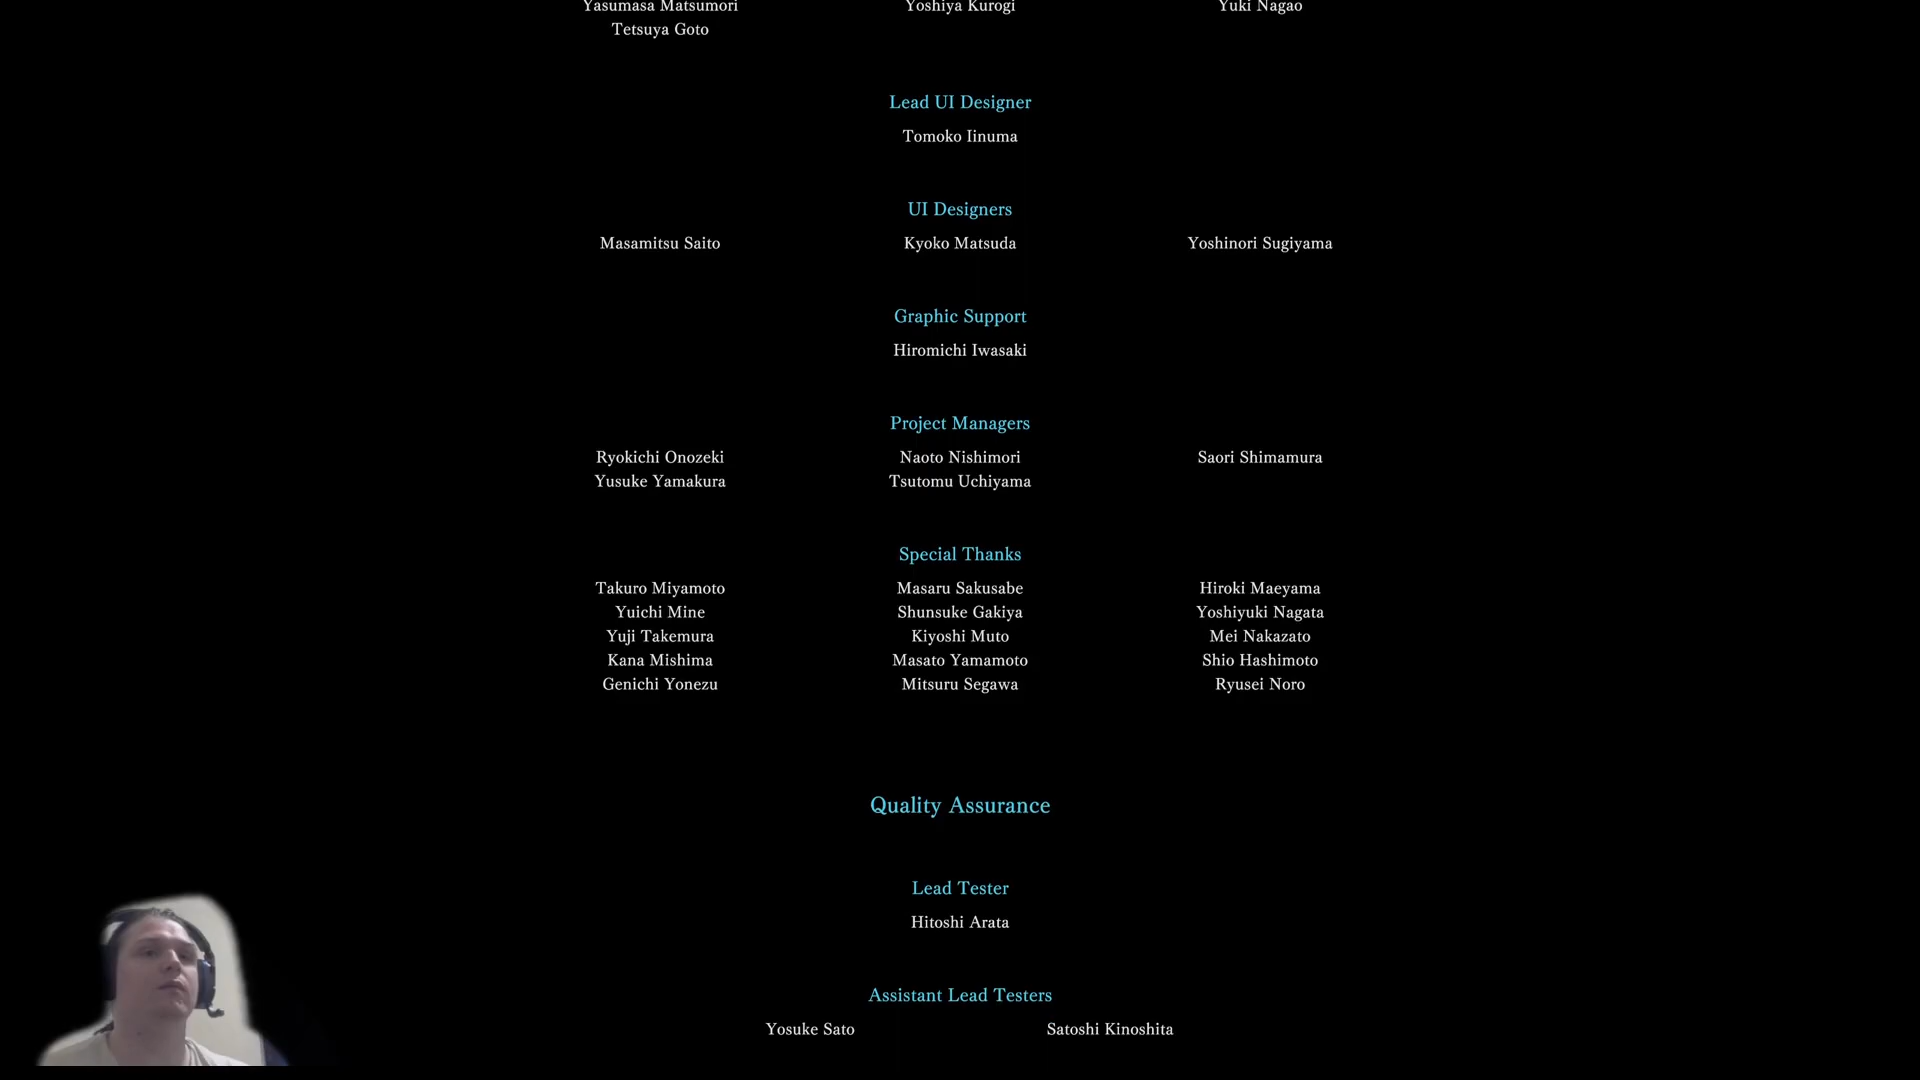 Yasumasa Matsumori Yoshiya Kurogi Yuki Nagao
Tetsuya Goto
Lead UI Designer
Tomoko Iinuma
UI Designers
Masamitsu Saito Kyoko Matsuda Yoshinori Sugiyama
Graphic Support
Hiromichi Iwasaki
Project Managers
Ryokichi Onozeki Naoto Nishimori Saori Shimamura
Yusuke Yamakura Tsutomu Uchiyama
Special Thanks
Takuro Miyamoto Masaru Sakusabe Hiroki Maeyama
Yuichi Mine Shunsuke Gakiya Yoshiyuki Nagata
Yuji Takemura Kiyoshi Muto Mei Nakazato
Kana Mishima Masato Yamamoto Shio Hashimoto
Genichi Yonezu Mitsuru Segawa Ryusei Noro
Quality Assurance
Lead Tester
Hitoshi Arata
Assistant Lead Testers
Yosuke Sato Satoshi Kinoshita